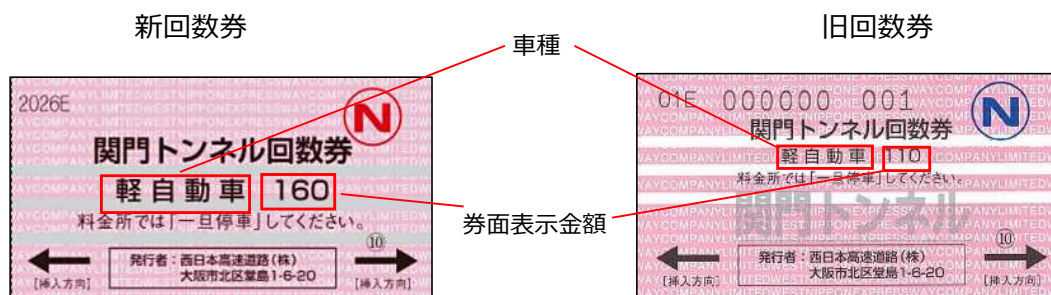 新回数券
旧回数券
車種
券面表示金額
2026E
N
関門トンネル回数券
軽自動車 160
料金所では「一旦停車」してください。
⑩
発行者：西日本高速道路(株)
大阪市北区堂島1-6-20
[挿入方向]
[挿入方向]
01E 000000 001
N
関門トンネル回数券
軽自動車 110
料金所では「一旦停車」してください。
関門トンネル
⑩
発行者：西日本高速道路(株)
大阪市北区堂島1-6-20
[挿入方向]
[挿入方向]